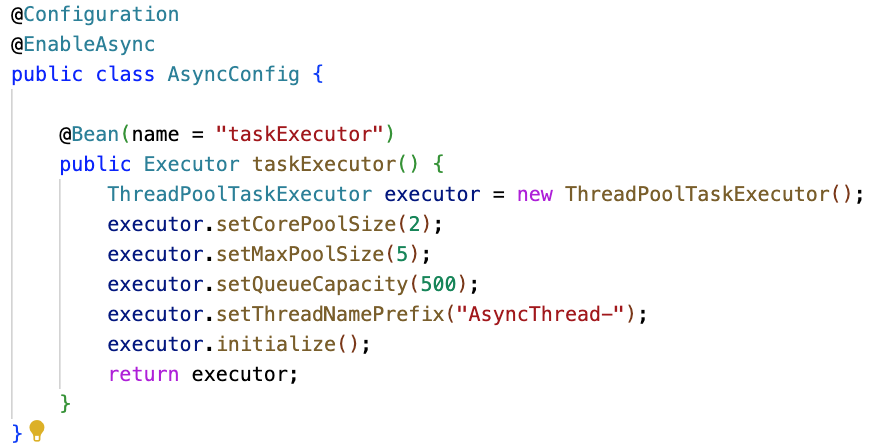 @Configuration
@EnableAsync
public class AsyncConfig {
@Bean(name = "taskExecutor")
public Executor taskExecutor() {
ThreadPoolTaskExecutor executor = new ThreadPoolTaskExecutor();
executor.setCorePoolSize(2);
executor.setMaxPoolSize(5);
executor.setQueueCapacity(500);
executor.setThreadNamePrefix("AsyncThread-");
executor.initialize();
return executor;
}
}